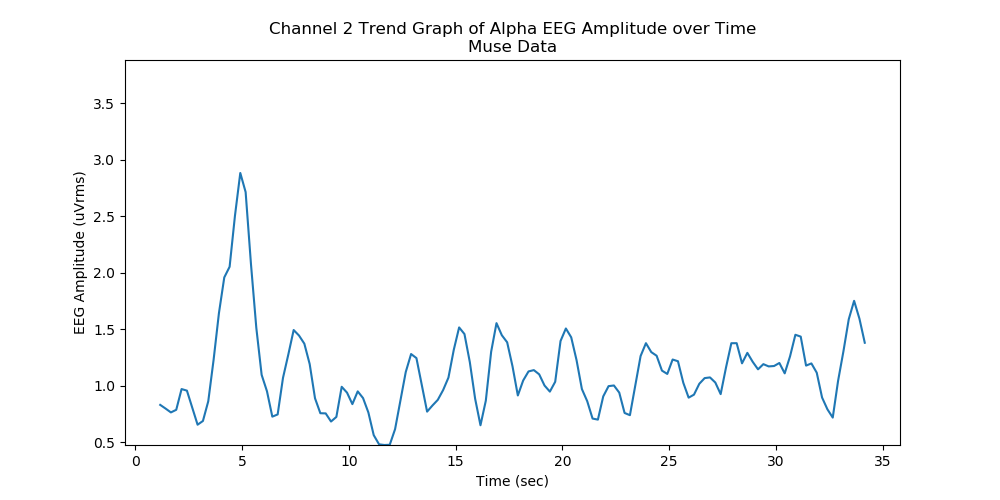 Channel 2 Trend Graph of Alpha EEG Amplitude over Time
Muse Data
3.5
3.0
2.5
2.0
1.5
1.0
0.5
EEG Amplitude (uVrms)
0 5 10 15 20 25 30 35
Time (sec)